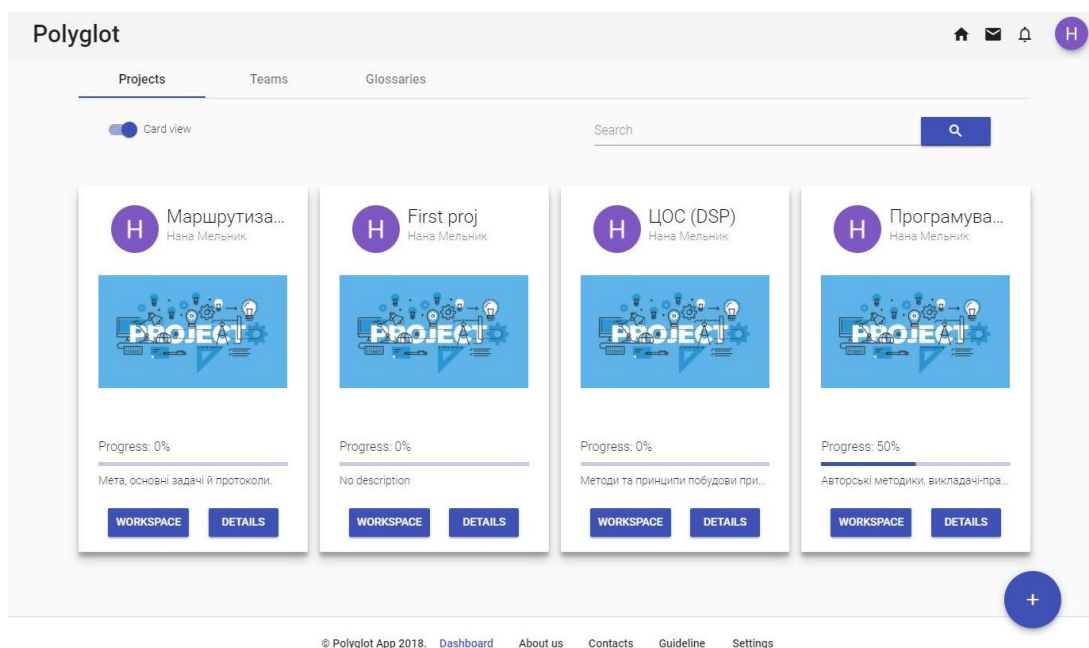 Polyglot
H
Projects Teams Glossaries
Card view Search
H Маршрутиза...
Нана Мельник
PROJECT
Progress: 0%
Мета, основні задачі й протоколи.
WORKSPACE DETAILS
H First proj
Нана Мельник
PROJECT
Progress: 0%
No description
WORKSPACE DETAILS
H ЦОС (DSP)
Нана Мельник
PROJECT
Progress: 0%
Методи та принципи побудови при...
WORKSPACE DETAILS
H Програмува...
Нана Мельник
PROJECT
Progress: 50%
Авторські методики, викладачі-пра...
WORKSPACE DETAILS
+
© Polyglot App 2018. Dashboard About us Contacts Guideline Settings